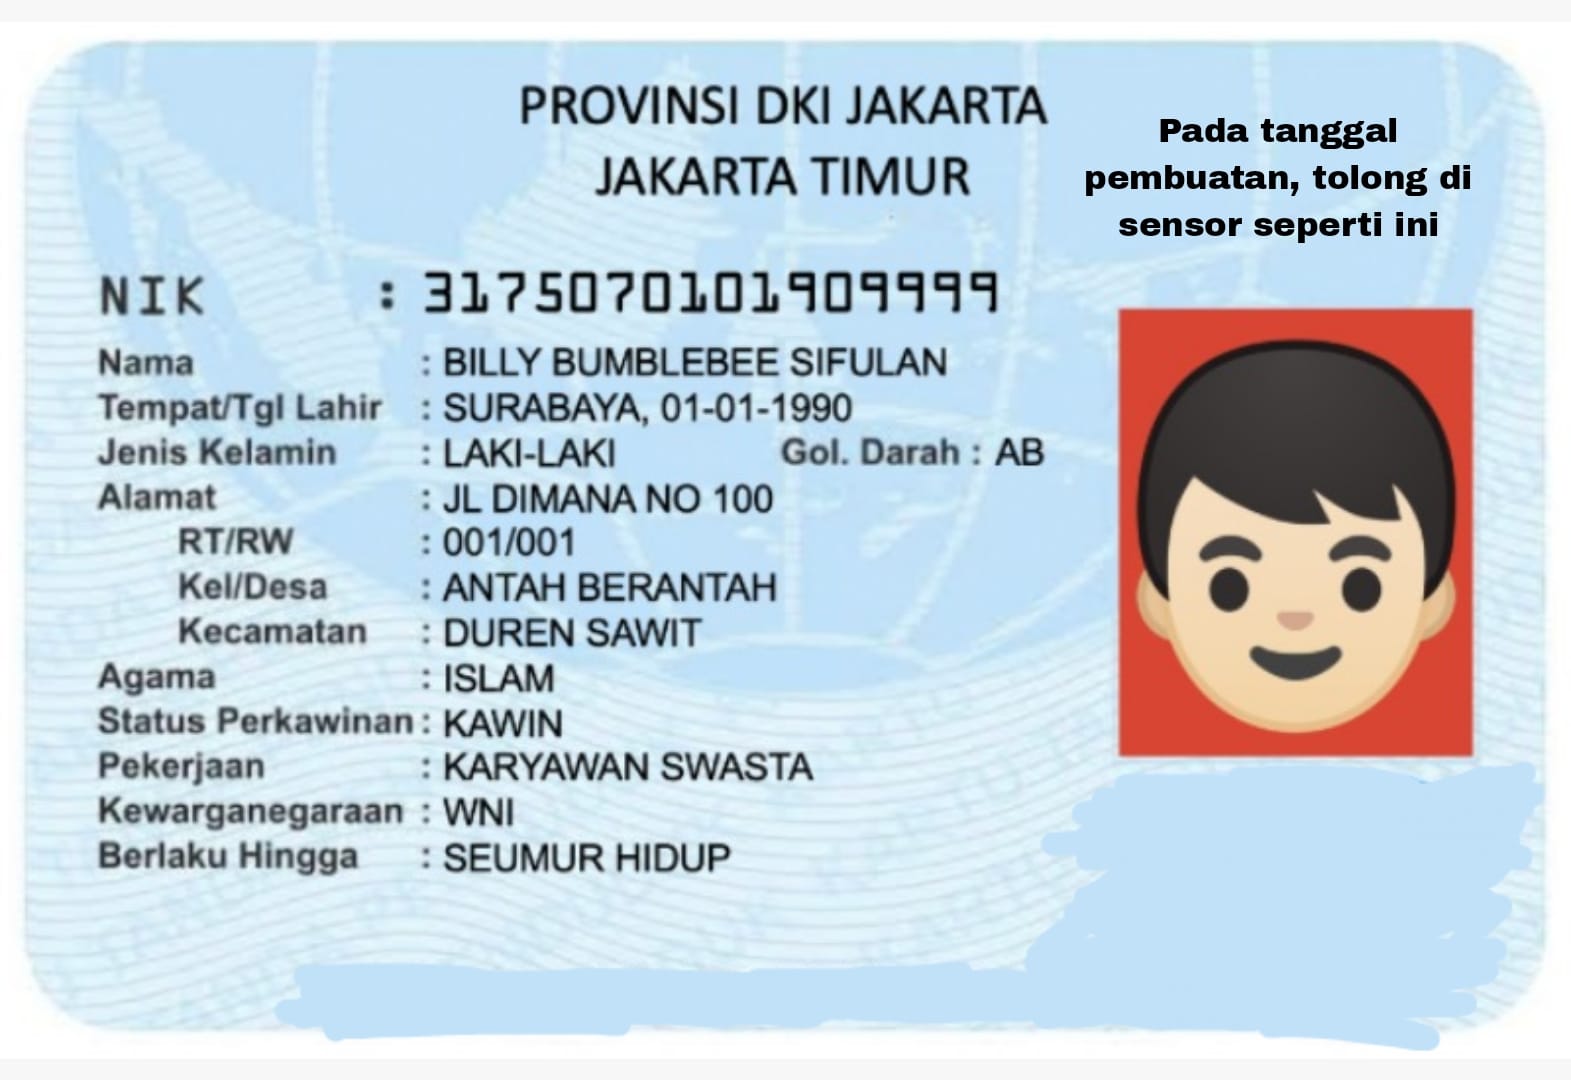 PROVINSI DKI JAKARTA
JAKARTA TIMUR
Pada tanggal
pembuatan, tolong di
sensor seperti ini
NIK : 3175070101909999
Nama : BILLY BUMBLEBEE SIFULAN
Tempat/Tgl Lahir : SURABAYA, 01-01-1990
Jenis Kelamin : LAKI-LAKI Gol. Darah : AB
Alamat : JL DIMANA NO 100
RT/RW : 001/001
Kel/Desa : ANTAH BERANTAH
Kecamatan : DUREN SAWIT
Agama : ISLAM
Status Perkawinan : KAWIN
Pekerjaan : KARYAWAN SWASTA
Kewarganegaraan : WNI
Berlaku Hingga : SEUMUR HIDUP